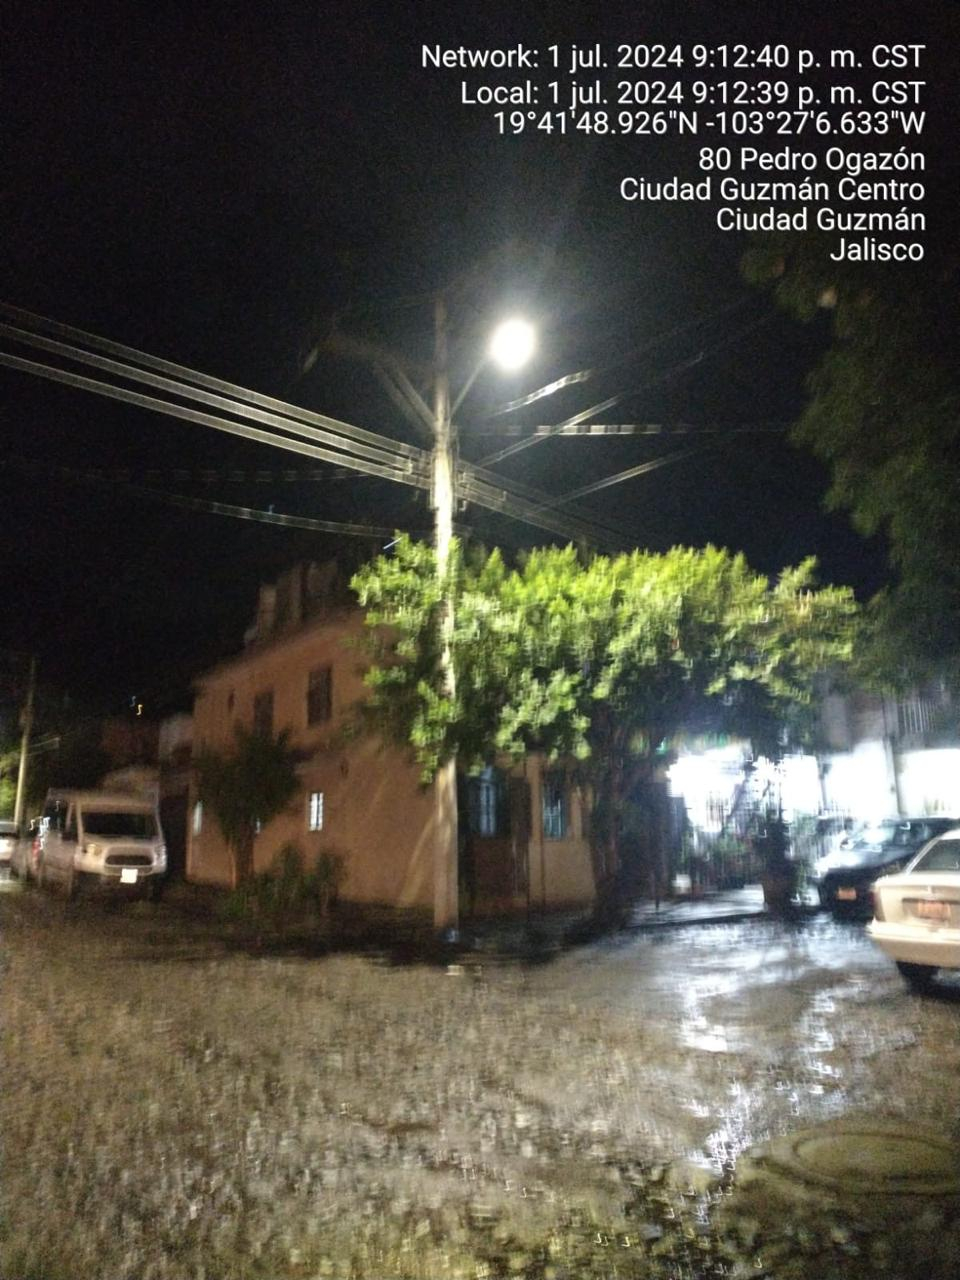 Network: 1 jul. 2024 9:12:40 p. m. CST
Local: 1 jul. 2024 9:12:39 p. m. CST
19°41'48.926"N -103°27'6.633"W
80 Pedro Ogazón
Ciudad Guzmán Centro
Ciudad Guzmán
Jalisco